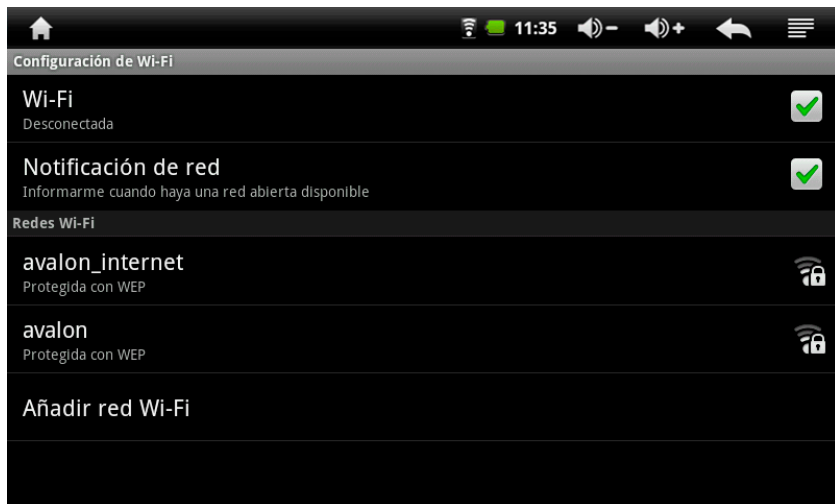 11:35
Configuración de Wi-Fi
Wi-Fi
Desconectada
Notificación de red
Informarme cuando haya una red abierta disponible
Redes Wi-Fi
avalon_internet
Protegida con WEP
avalon
Protegida con WEP
Añadir red Wi-Fi